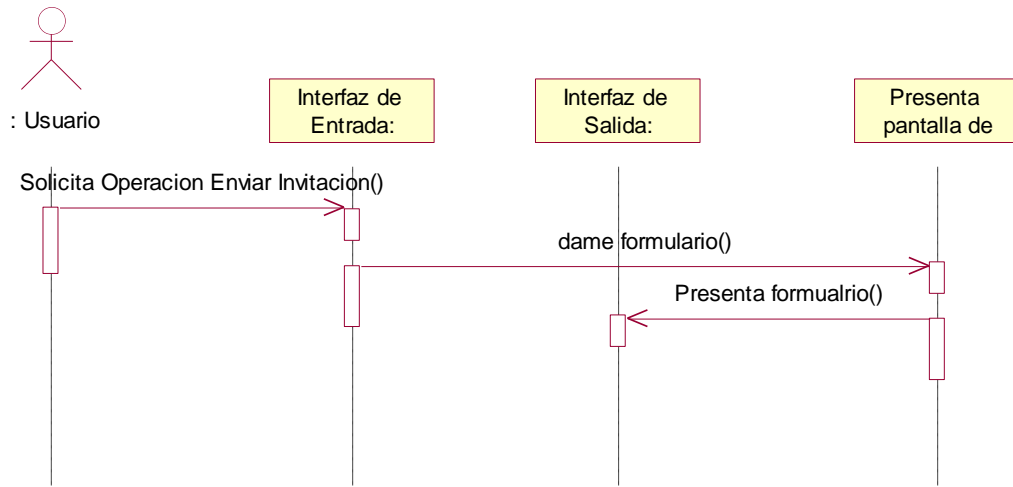 : Usuario
Interfaz de
Entrada:
Interfaz de
Salida:
Presenta
pantalla de
Solicita Operacion Enviar Invitacion()
dame formulario()
Presenta formualrio()